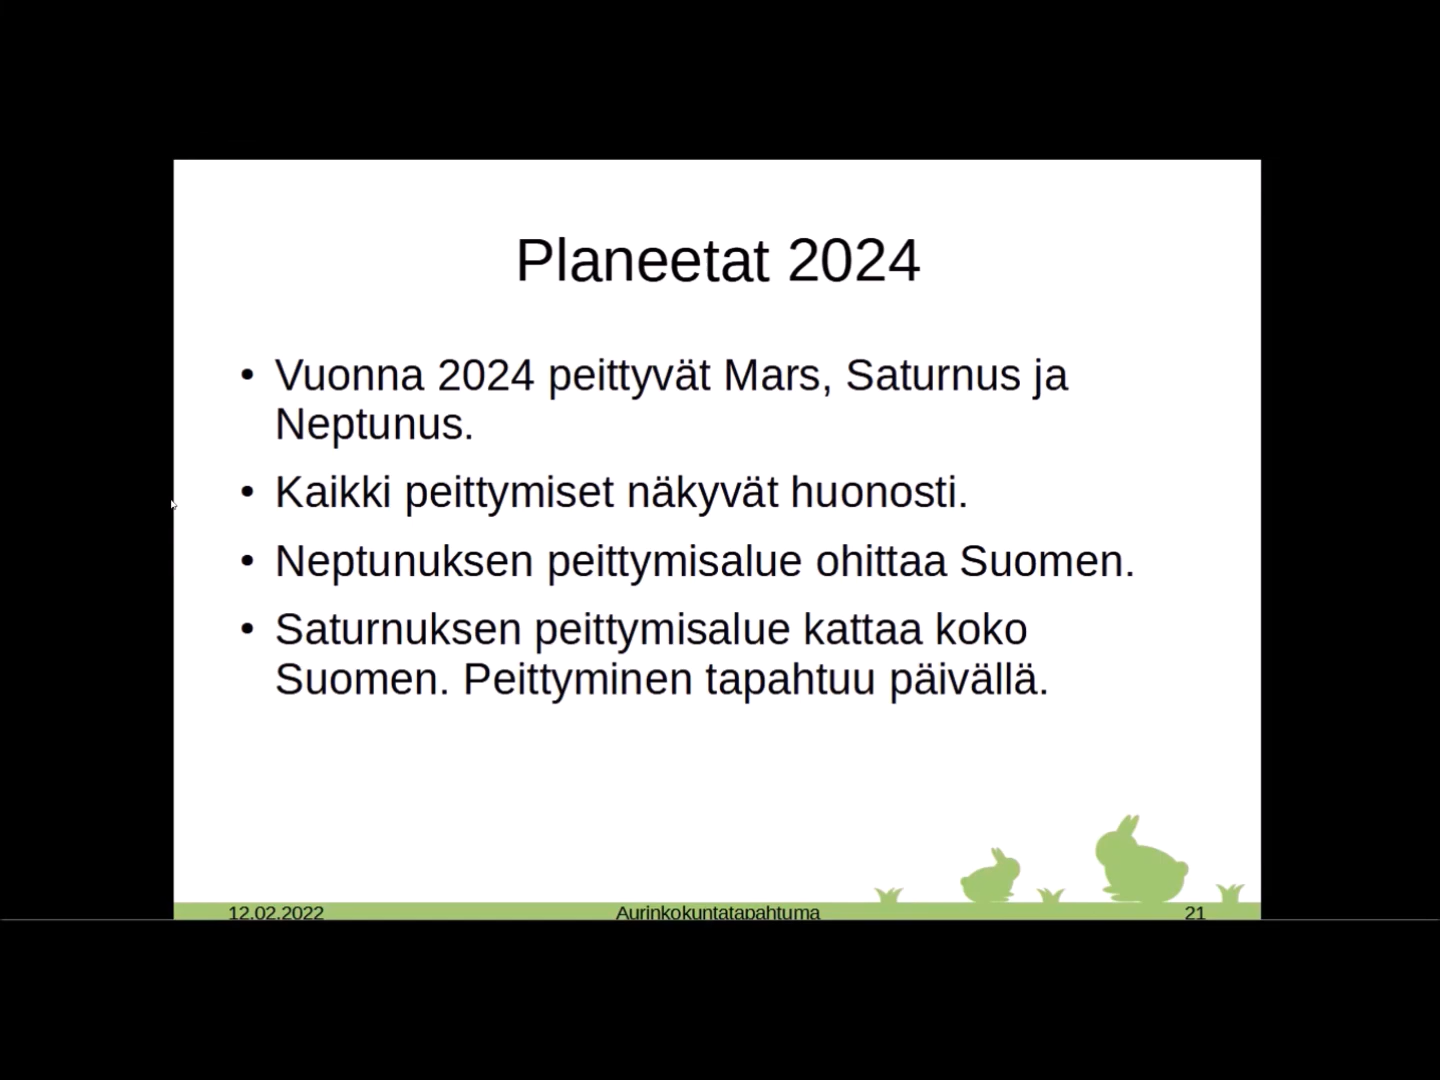 Planeetat 2024
• Vuonna 2024 peittyvät Mars, Saturnus ja
Neptunus.
• Kaikki peittymiset näkyvät huonosti.
• Neptunuksen peittymisalue ohittaa Suomen.
• Saturnuksen peittymisalue kattaa koko
Suomen. Peittyminen tapahtuu päivällä.
12.02.2022 Aurinkokuntatapahtuma 21